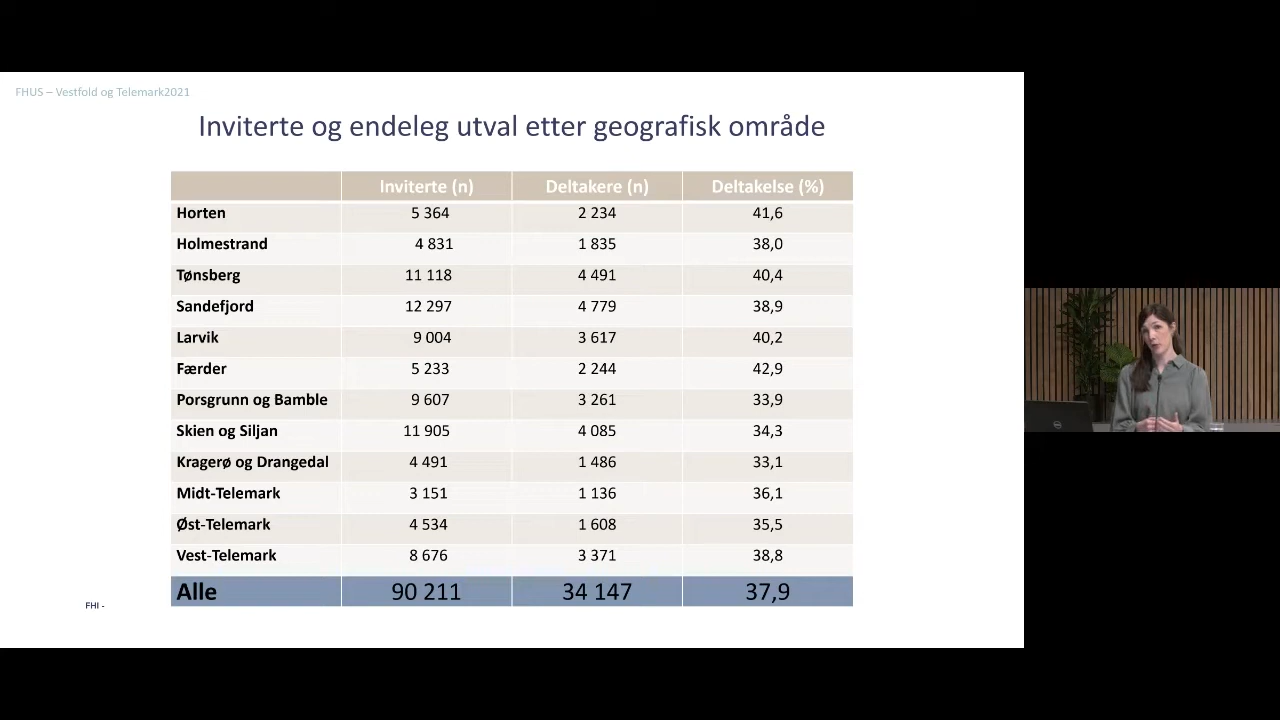 FHUS – Vestfold og Telemark2021
Inviterte og endeleg utval etter geografisk område
Inviterte (n) Deltakere (n) Deltakelse (%)
Horten 5 364 2 234 41,6
Holmestrand 4 831 1 835 38,0
Tønsberg 11 118 4 491 40,4
Sandefjord 12 297 4 779 38,9
Larvik 9 004 3 617 40,2
Færder 5 233 2 244 42,9
Porsgrunn og Bamble 9 607 3 261 33,9
Skien og Siljan 11 905 4 085 34,3
Kragerø og Drangedal 4 491 1 486 33,1
Midt-Telemark 3 151 1 136 36,1
Øst-Telemark 4 534 1 608 35,5
Vest-Telemark 8 676 3 371 38,8
Alle 90 211 34 147 37,9
FHI -